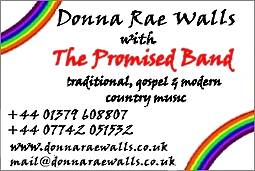 Donna Rae Walls
with
The Promised Band
traditional, gospel & modern
country music
+44 01379 608807
+44 07742 051532
www.donnaraewalls.co.uk
mail@donnaraewalls.co.uk